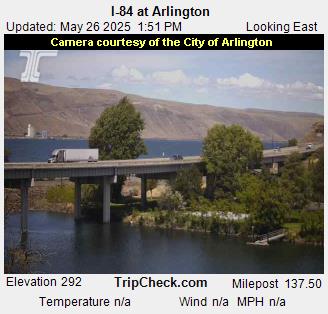 I-84 at Arlington
Updated: May 26 2025 1:51 PM Looking East
Camera courtesy of the City of Arlington
Elevation 292 TripCheck.com Milepost 137.50
Temperature n/a Wind n/a MPH n/a